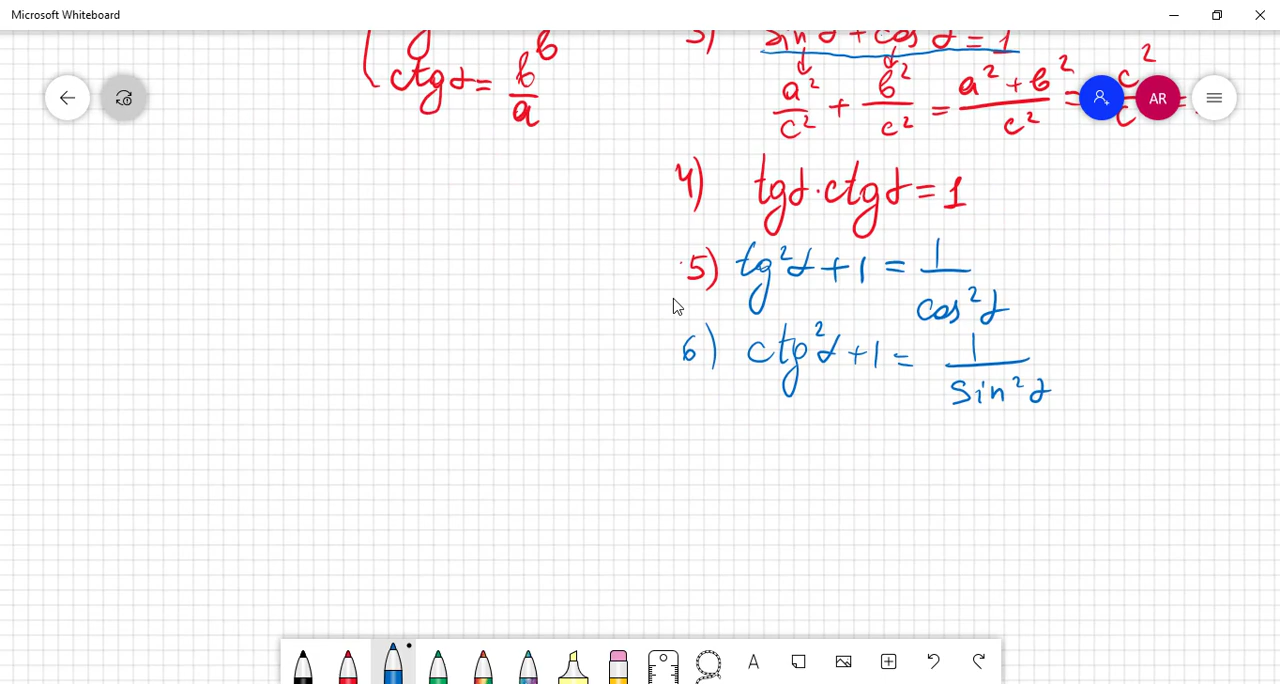 Microsoft Whiteboard
ctgα = b/a
3) sin²α + cos²α = 1
a²/c² + b²/c² = (a² + b²)/c² = c²/c
AR
4) tgα · ctgα = 1
5) tg²α + 1 = 1/cos²α
6) ctg²α + 1 = 1/sin²α